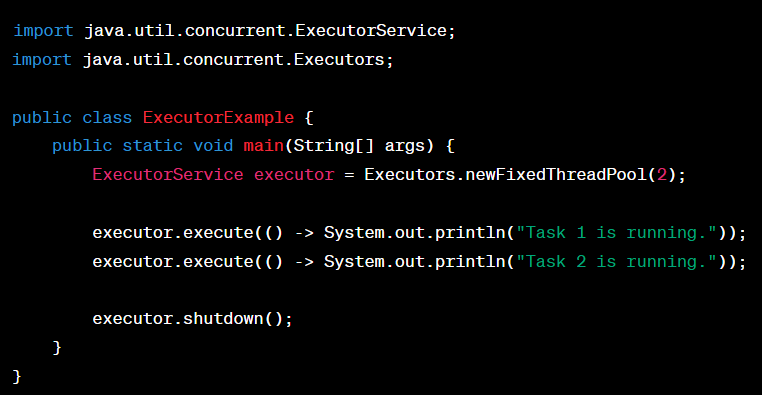 import java.util.concurrent.ExecutorService;
import java.util.concurrent.Executors;
public class ExecutorExample {
public static void main(String[] args) {
ExecutorService executor = Executors.newFixedThreadPool(2);
executor.execute(() -> System.out.println("Task 1 is running."));
executor.execute(() -> System.out.println("Task 2 is running."));
executor.shutdown();
}
}